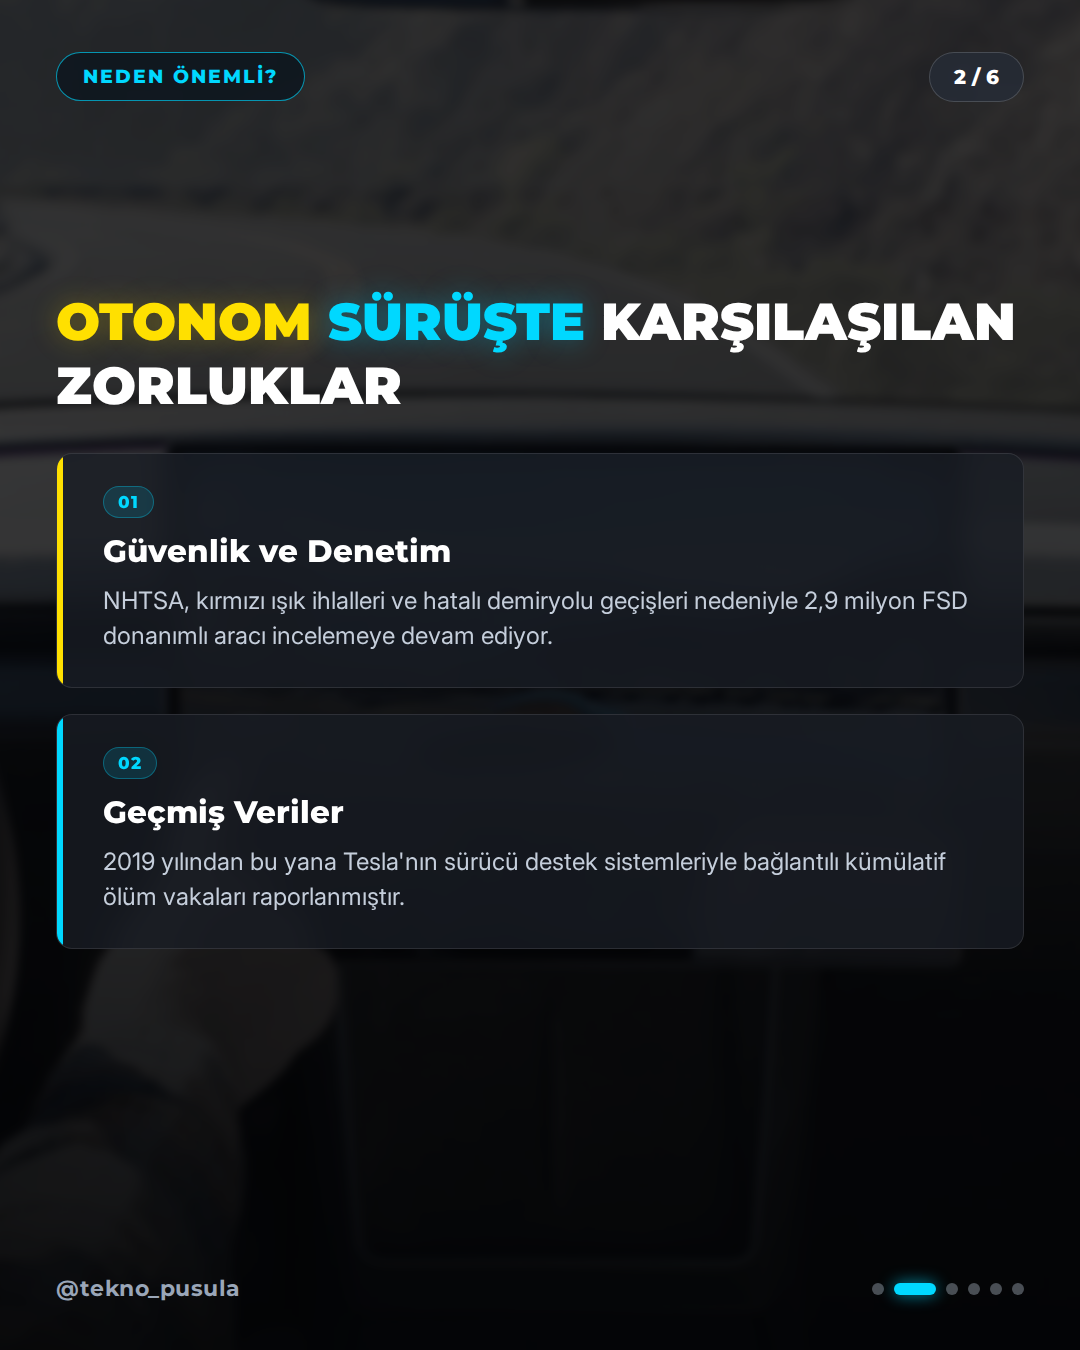 NEDEN ÖNEMLİ?
2 / 6
OTONOM SÜRÜŞTE KARŞILAŞILAN
ZORLUKLAR
01
Güvenlik ve Denetim
NHTSA, kırmızı ışık ihlalleri ve hatalı demiryolu geçişleri nedeniyle 2,9 milyon FSD
donanımlı aracı incelemeye devam ediyor.
02
Geçmiş Veriler
2019 yılından bu yana Tesla'nın sürücü destek sistemleriyle bağlantılı kümülatif
ölüm vakaları raporlanmıştır.
@tekno_pusula